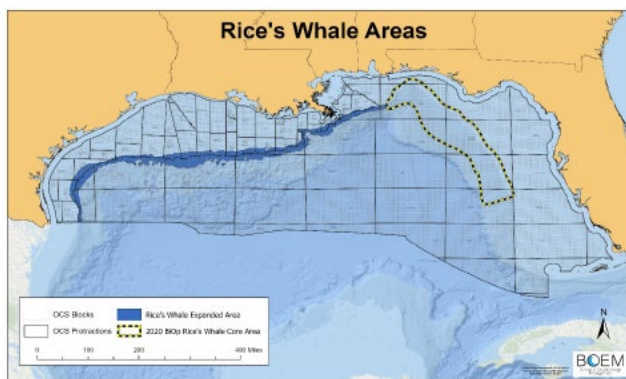 Rice's Whale Areas
OCS Blocks
Rice's Whale Expanded Area
OCS Protractions
2020 BiOp Rice's Whale Core Area
0 100 200 400 Miles
N
BOEM